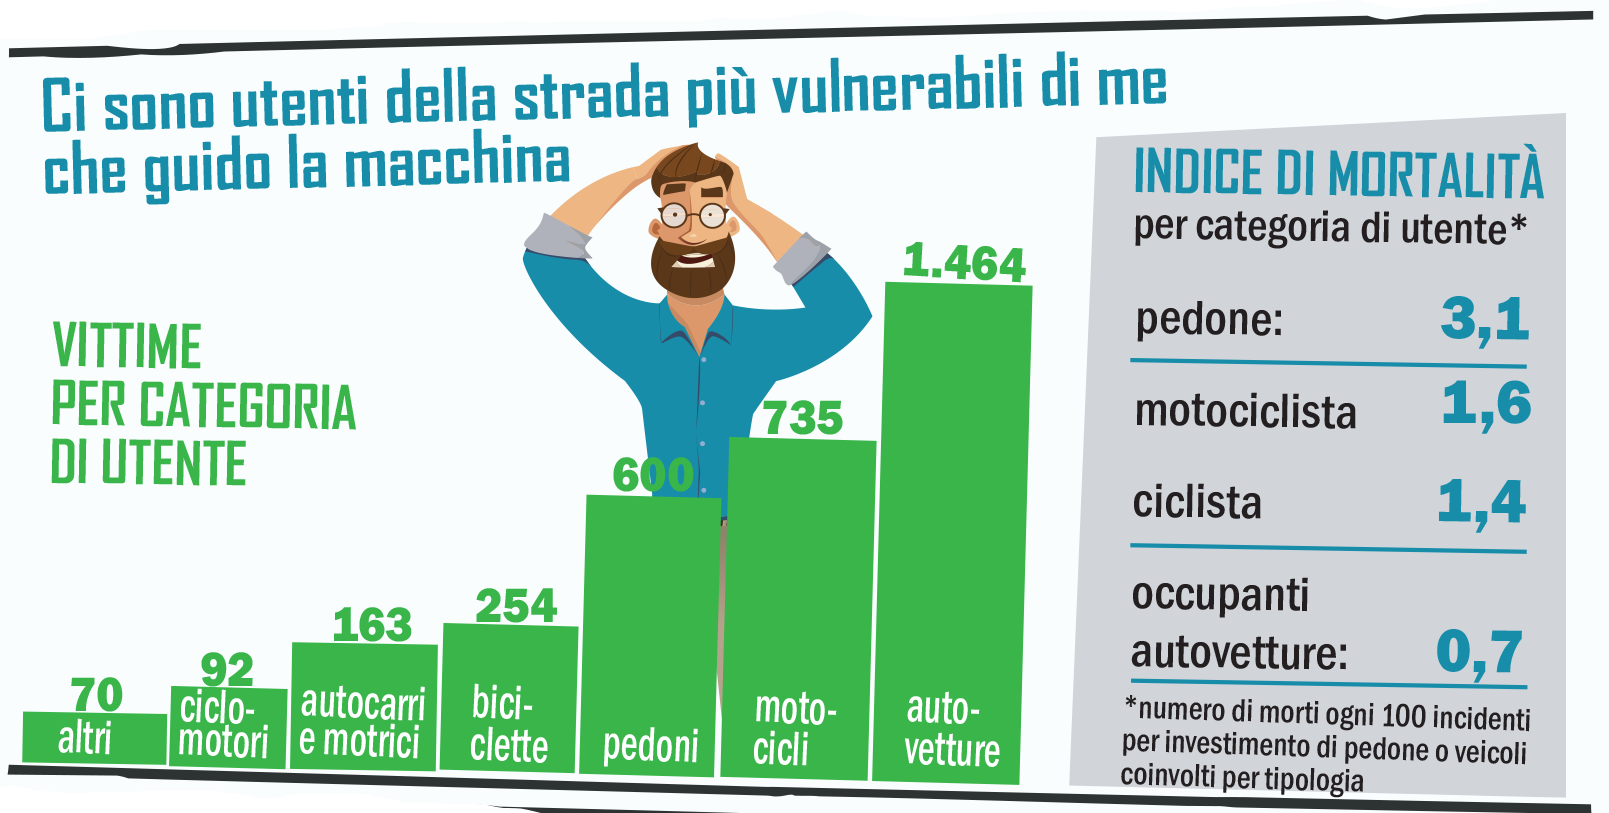 Ci sono utenti della strada più vulnerabili di me
che guido la macchina
VITTIME
PER CATEGORIA
DI UTENTE
70
altri
92
ciclo-
motori
163
autocarri
e motrici
254
bici-
clette
600
pedoni
735
moto-
cicli
1.464
auto-
vetture
INDICE DI MORTALITÀ
per categoria di utente*
pedone: 3,1
motociclista 1,6
ciclista 1,4
occupanti
autovetture: 0,7
*numero di morti ogni 100 incidenti
per investimento di pedone o veicoli
coinvolti per tipologia